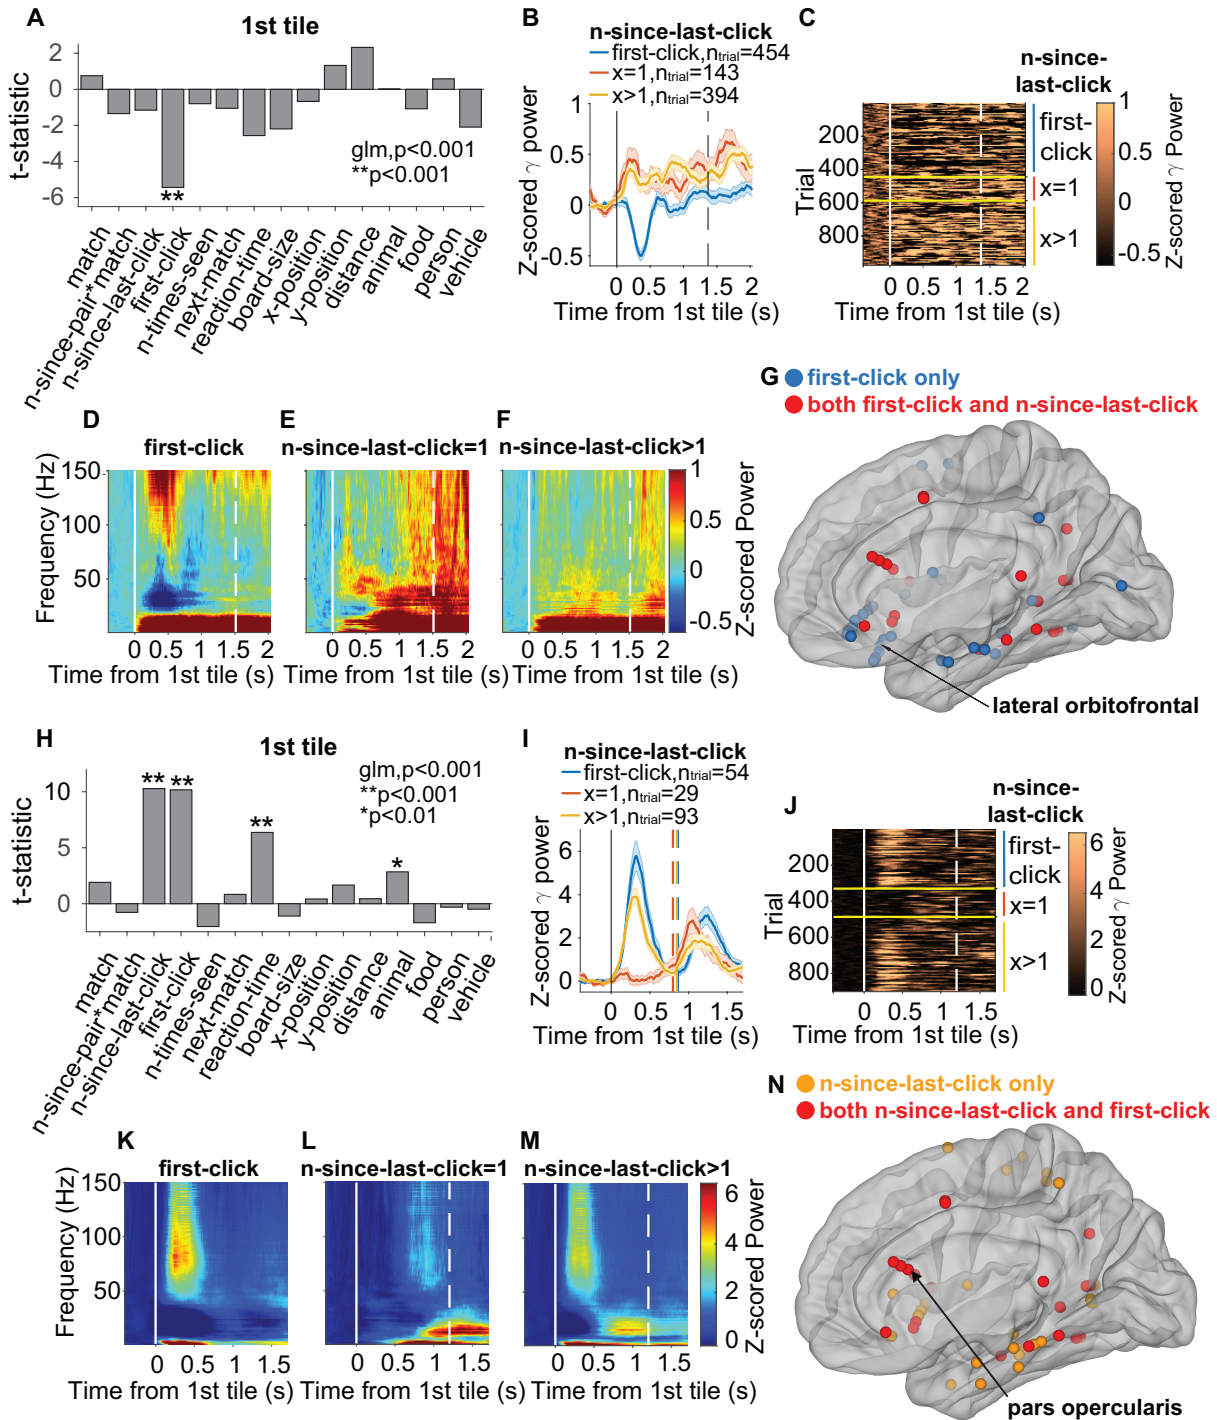 A
1st tile
t-statistic
2
0
-2
-4
-6
**
glm,p<0.001
**p<0.001
match
n-since-pair*match
n-since-last-click
first-click
n-times-seen
next-match
reaction-time
board-size
x-position
y-position
distance
animal
food
person
vehicle
B
n-since-last-click
first-click,ntrial=454
x=1,ntrial=143
x>1,ntrial=394
Z-scored γ power
1
0.5
0
-0.5
0 0.5 1 1.5 2
Time from 1st tile (s)
C
n-since-
last-click
Trial
200
400
600
800
first-
click
x=1
x>1
1
0.5
0
-0.5
Z-scored γ Power
0 0.5 1 1.5 2
Time from 1st tile (s)
D
first-click
Frequency (Hz)
150
100
50
0 0.5 1 1.5 2
Time from 1st tile (s)
E
n-since-last-click=1
0 0.5 1 1.5 2
Time from 1st tile (s)
F
n-since-last-click>1
0 0.5 1 1.5 2
Time from 1st tile (s)
1
0.5
0
-0.5
Z-scored Power
G
first-click only
both first-click and n-since-last-click
lateral orbitofrontal
H
1st tile
t-statistic
10
5
0
** ** ** *
glm,p<0.001
**p<0.001
*p<0.01
match
n-since-pair*match
n-since-last-click
first-click
n-times-seen
next-match
reaction-time
board-size
x-position
y-position
distance
animal
food
person
vehicle
I
n-since-last-click
first-click,ntrial=54
x=1,ntrial=29
x>1,ntrial=93
Z-scored γ power
6
4
2
0
0 0.5 1 1.5
Time from 1st tile (s)
J
n-since-
last-click
Trial
200
400
600
800
first-
click
x=1
x>1
6
4
2
0
Z-scored γ Power
0 0.5 1 1.5
Time from 1st tile (s)
K
first-click
Frequency (Hz)
150
100
50
0 0.5 1 1.5
Time from 1st tile (s)
L
n-since-last-click=1
0 0.5 1 1.5
Time from 1st tile (s)
M
n-since-last-click>1
0 0.5 1 1.5
Time from 1st tile (s)
6
4
2
0
Z-scored Power
N
n-since-last-click only
both n-since-last-click and first-click
pars opercularis